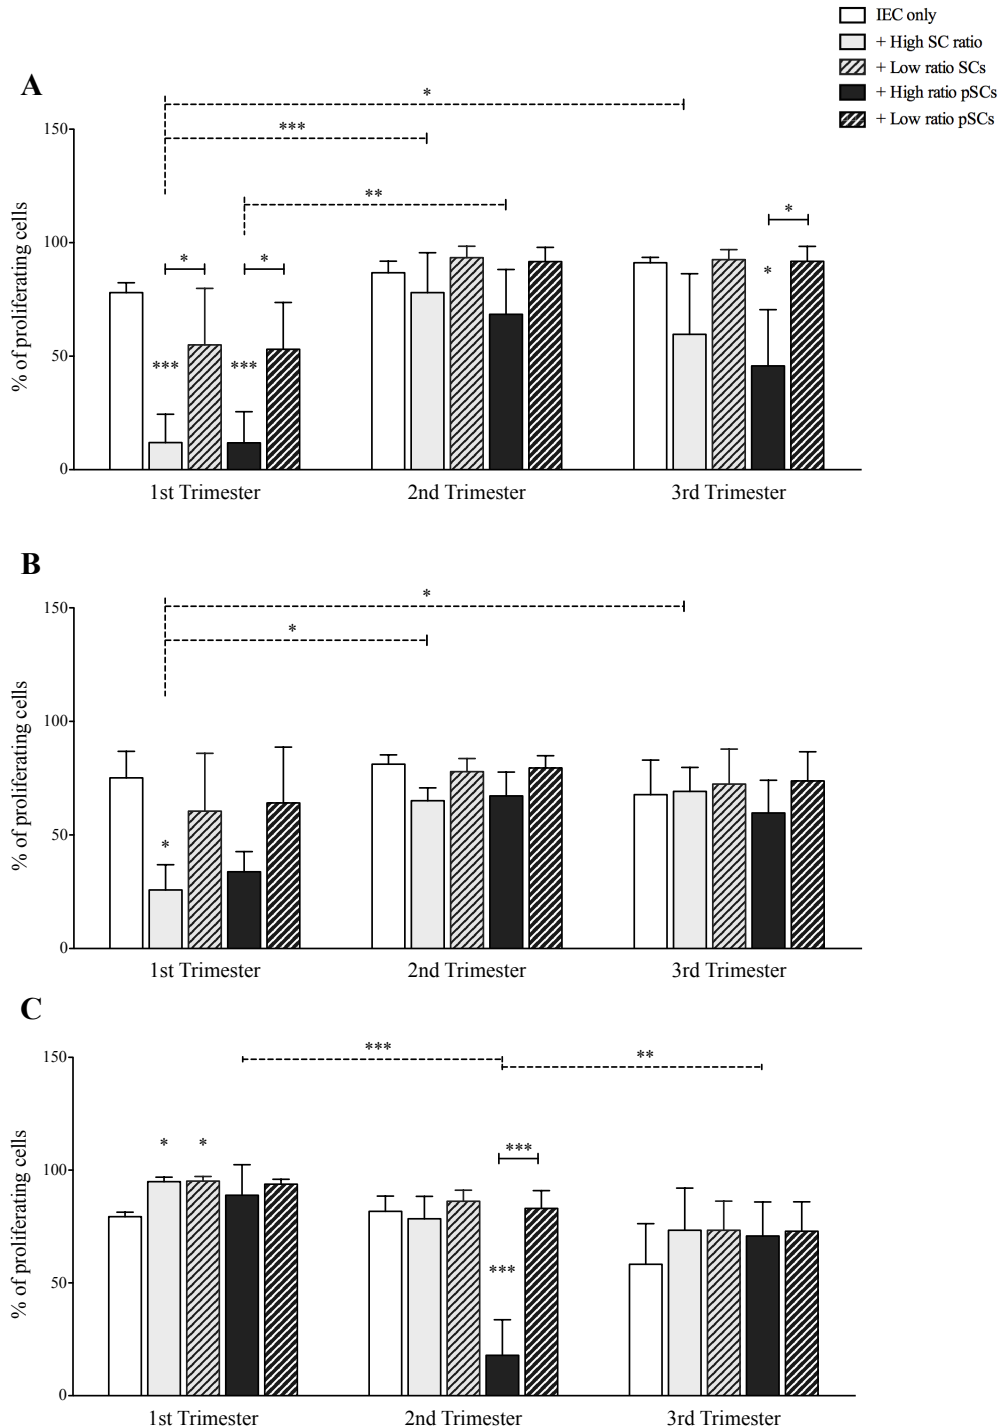 IEC only
+ High SC ratio
+ Low ratio SCs
+ High ratio pSCs
+ Low ratio pSCs
A
*
150
***
**
*
% of proliferating cells
100
*
*
*
50
*** ***
0
1st Trimester 2nd Trimester 3rd Trimester
B
*
150
*
% of proliferating cells
100
50
*
0
1st Trimester 2nd Trimester 3rd Trimester
C
150
*** **
% of proliferating cells
* * ***
100
50
***
0
1st Trimester 2nd Trimester 3rd Trimester